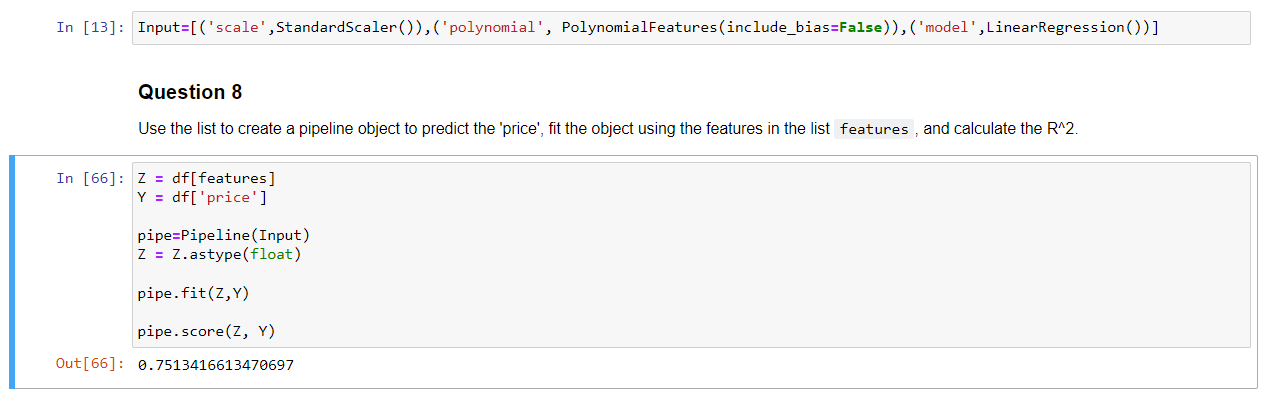 In [13]: Input=[('scale',StandardScaler()),('polynomial', PolynomialFeatures(include_bias=False)),('model',LinearRegression())]
Question 8
Use the list to create a pipeline object to predict the 'price', fit the object using the features in the list features , and calculate the R^2.
In [66]: Z = df[features]
Y = df['price']
pipe=Pipeline(Input)
Z = Z.astype(float)
pipe.fit(Z,Y)
pipe.score(Z, Y)
Out[66]: 0.7513416613470697